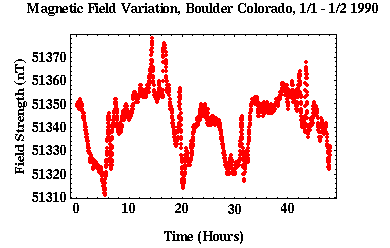 Magnetic Field Variation, Boulder Colorado, 1/1 - 1/2 1990
Field Strength (nT)
51370
51360
51350
51340
51330
51320
51310
0 10 20 30 40
Time (Hours)